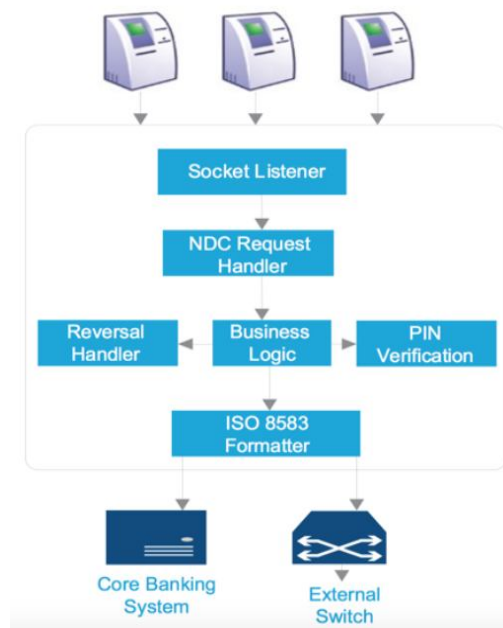 Socket Listener
NDC Request
Handler
Reversal
Handler
Business
Logic
PIN
Verification
ISO 8583
Formatter
Core Banking
System
External
Switch